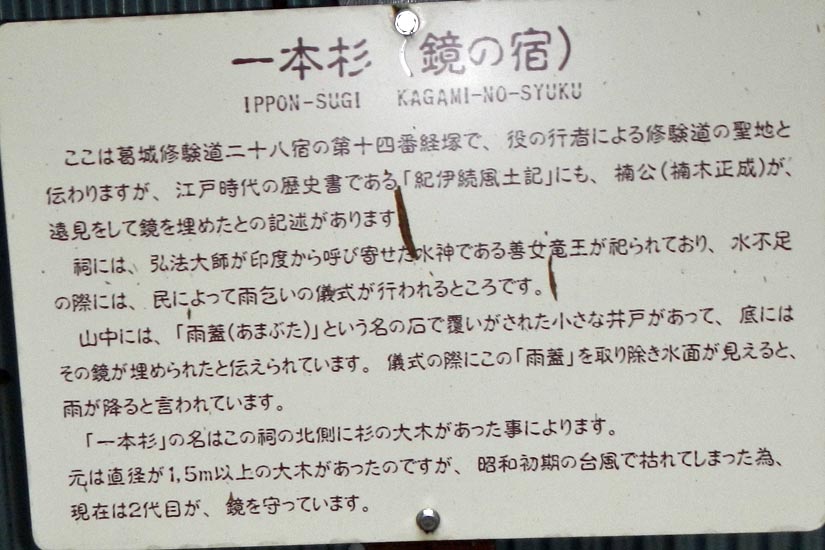 一本杉（鏡の宿）
IPPON-SUGI KAGAMI-NO-SYUKU
ここは葛城修験道二十八宿の第十四番経塚で、役の行者による修験道の聖地と
伝わりますが、江戸時代の歴史書である「紀伊続風土記」にも、楠公(楠木正成)が、
遠見をして鏡を埋めたとの記述があります
祠には、弘法大師が印度から呼び寄せた水神である善女竜王が祀られており、水不足
の際には、民によって雨乞いの儀式が行われるところです。
山中には、「雨蓋(あまぶた)」という名の石で覆いがされた小さな井戸があって、底には
その鏡が埋められたと伝えられています。儀式の際にこの「雨蓋」を取り除き水面が見えると、
雨が降ると言われています。
「一本杉」の名はこの祠の北側に杉の大木があった事によります。
元は直径が1,5m以上の大木があったのですが、昭和初期の台風で枯れてしまった為、
現在は2代目が、鏡を守っています。